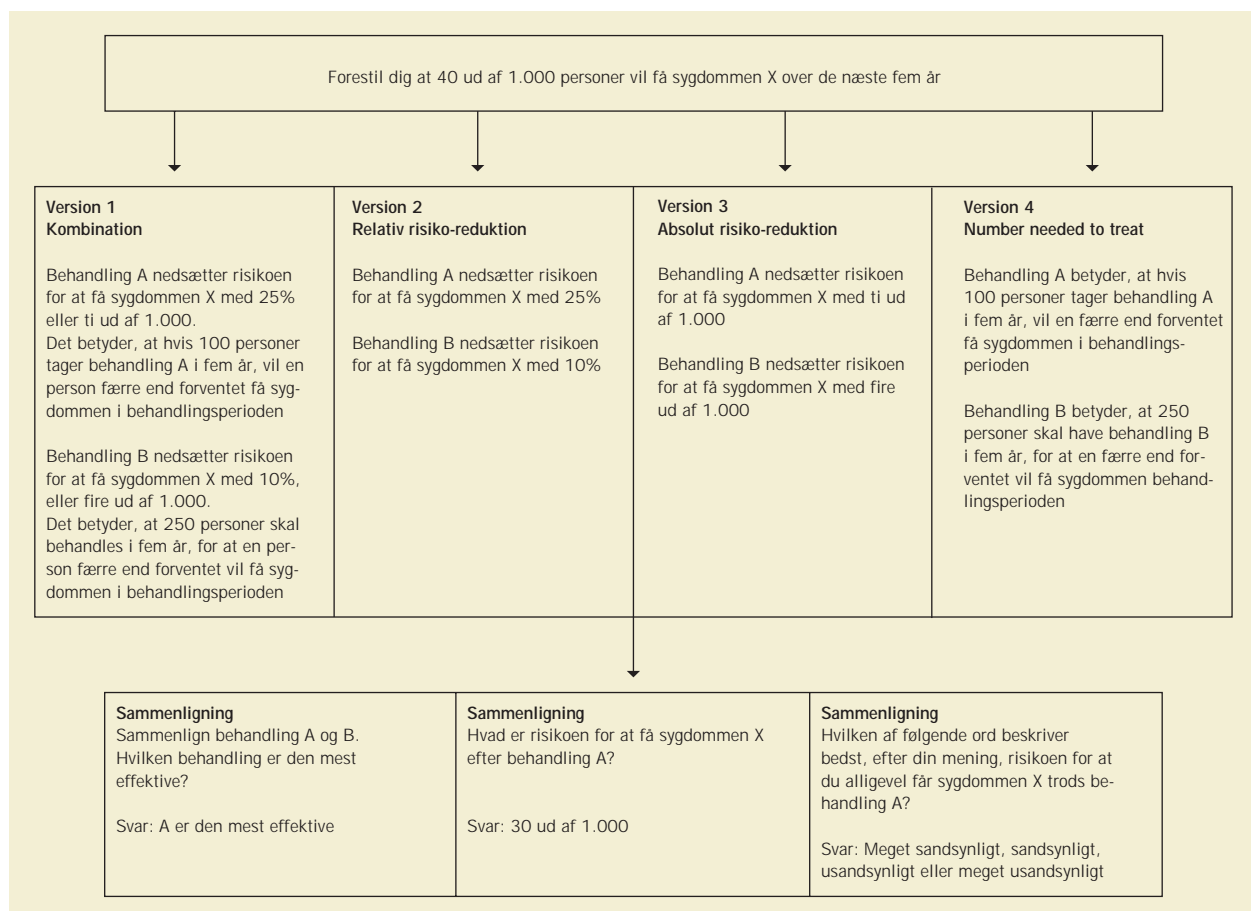 Forestil dig at 40 ud af 1.000 personer vil få sygdommen X over de næste fem år
Version 1
Kombination
Behandling A nedsætter risikoen
for at få sygdommen X med 25%
eller ti ud af 1.000.
Det betyder, at hvis 100 personer
tager behandling A i fem år, vil en
person færre end forventet få syg-
dommen i behandlingsperioden
Behandling B nedsætter risikoen
for at få sygdommen X med 10%,
eller fire ud af 1.000.
Det betyder, at 250 personer skal
behandles i fem år, for at en per-
son færre end forventet vil få syg-
dommen i behandlingsperioden
Version 2
Relativ risiko-reduktion
Behandling A nedsætter risikoen
for at få sygdommen X med 25%
Behandling B nedsætter risikoen
for at få sygdommen X med 10%
Version 3
Absolut risiko-reduktion
Behandling A nedsætter risikoen
for at få sygdommen X med ti ud
af 1.000
Behandling B nedsætter risikoen
for at få sygdommen X med fire
ud af 1.000
Version 4
Number needed to treat
Behandling A betyder, at hvis
100 personer tager behandling A
i fem år, vil en færre end forventet
få sygdommen i behandlings-
perioden
Behandling B betyder, at 250
personer skal have behandling B
i fem år, for at en færre end for-
ventet vil få sygdommen behand-
lingsperioden
Sammenligning
Sammenlign behandling A og B.
Hvilken behandling er den mest
effektive?
Svar: A er den mest effektive
Sammenligning
Hvad er risikoen for at få sygdommen X
efter behandling A?
Svar: 30 ud af 1.000
Sammenligning
Hvilken af følgende ord beskriver
bedst, efter din mening, risikoen for at
du alligevel får sygdommen X trods be-
handling A?
Svar: Meget sandsynligt, sandsynligt,
usandsynligt eller meget usandsynligt